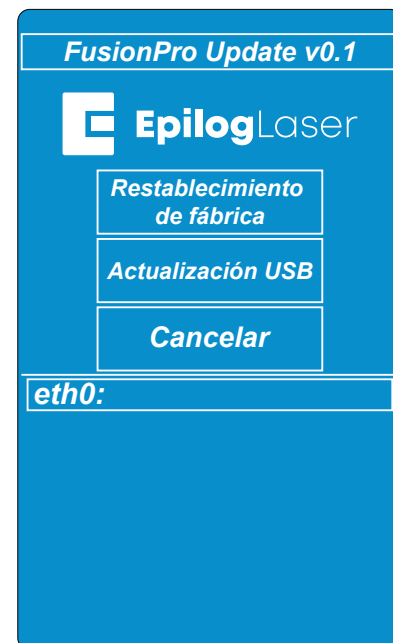 FusionPro Update v0.1
EpilogLaser
Restablecimiento
de fábrica
Actualización USB
Cancelar
eth0: